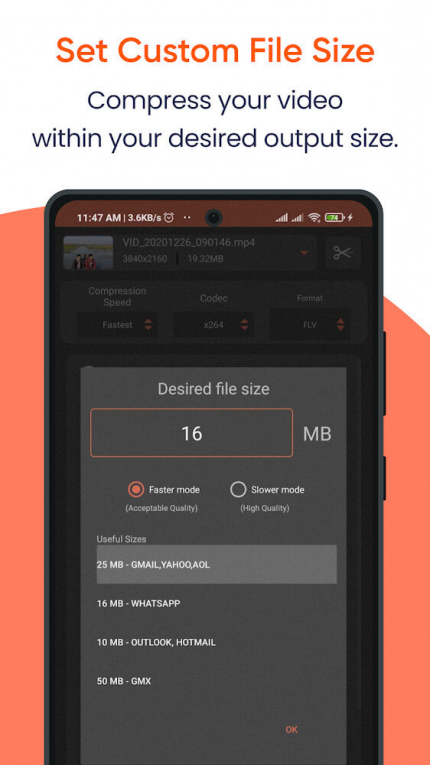 Set Custom File Size
Compress your video
within your desired output size.
11:47 AM | 3.6KB/s
74
VID_20201226_090146.mp4
3840x2160 | 19.32MB
Compression
Speed
Codec
Format
Fastest
x264
FLV
Desired file size
16
MB
Faster mode
Slower mode
(Acceptable Quality)
(High Quality)
Useful Sizes
25 MB - GMAIL,YAHOO,AOL
16 MB - WHATSAPP
10 MB - OUTLOOK, HOTMAIL
50 MB - GMX
OK